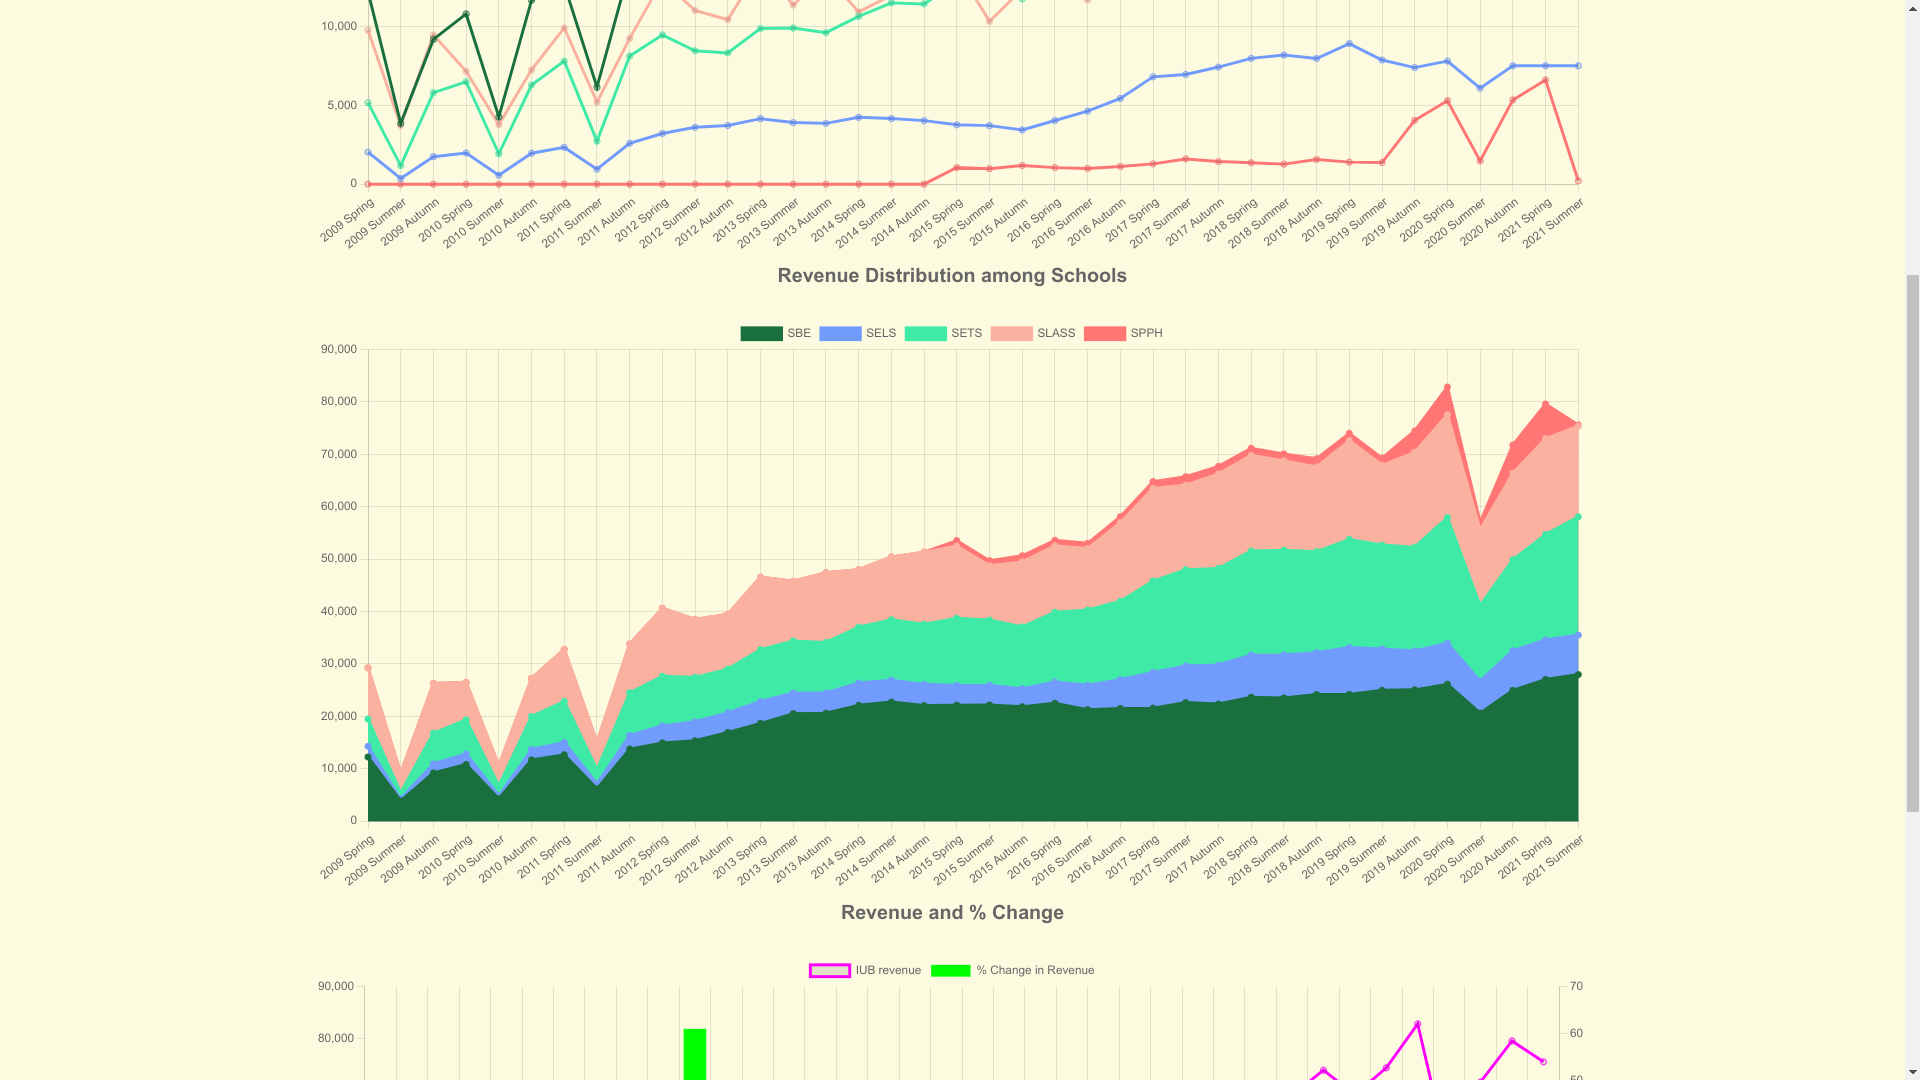 10,000
5,000
0
2009 Spring
2009 Summer
2009 Autumn
2010 Spring
2010 Summer
2010 Autumn
2011 Spring
2011 Summer
2011 Autumn
2012 Spring
2012 Summer
2012 Autumn
2013 Spring
2013 Summer
2013 Autumn
2014 Spring
2014 Summer
2014 Autumn
2015 Spring
2015 Summer
2015 Autumn
2016 Spring
2016 Summer
2016 Autumn
2017 Spring
2017 Summer
2017 Autumn
2018 Spring
2018 Summer
2018 Autumn
2019 Spring
2019 Summer
2019 Autumn
2020 Spring
2020 Summer
2020 Autumn
2021 Spring
2021 Summer
Revenue Distribution among Schools
SBE SELS SETS SLASS SPPH
90,000
80,000
70,000
60,000
50,000
40,000
30,000
20,000
10,000
0
2009 Spring
2009 Summer
2009 Autumn
2010 Spring
2010 Summer
2010 Autumn
2011 Spring
2011 Summer
2011 Autumn
2012 Spring
2012 Summer
2012 Autumn
2013 Spring
2013 Summer
2013 Autumn
2014 Spring
2014 Summer
2014 Autumn
2015 Spring
2015 Summer
2015 Autumn
2016 Spring
2016 Summer
2016 Autumn
2017 Spring
2017 Summer
2017 Autumn
2018 Spring
2018 Summer
2018 Autumn
2019 Spring
2019 Summer
2019 Autumn
2020 Spring
2020 Summer
2020 Autumn
2021 Spring
2021 Summer
Revenue and % Change
IUB revenue % Change in Revenue
90,000 70
80,000 60
50